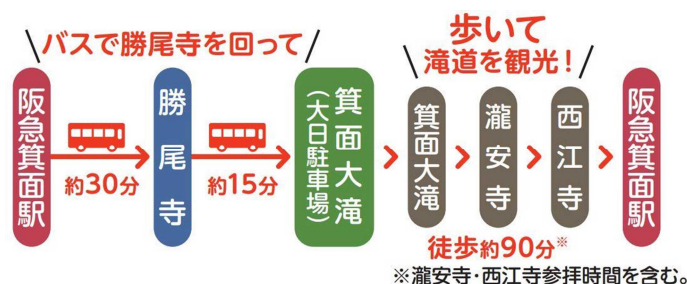 バスで勝尾寺を回って
歩いて
滝道を観光!
阪急箕面駅
約30分
勝尾寺
約15分
箕面大滝
(大日駐車場)
箕面大滝
瀧安寺
西江寺
阪急箕面駅
徒歩約90分※
※瀧安寺・西江寺参拝時間を含む。